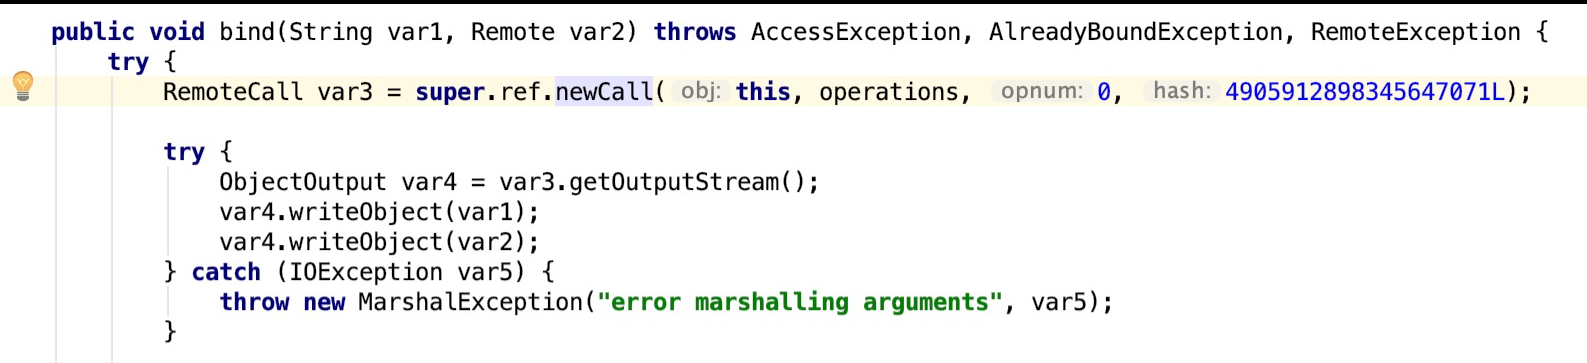 public void bind(String var1, Remote var2) throws AccessException, AlreadyBoundException, RemoteException {
try {
RemoteCall var3 = super.ref.newCall( obj: this, operations, opnum: 0, hash: 4905912898345647071L);
try {
ObjectOutput var4 = var3.getOutputStream();
var4.writeObject(var1);
var4.writeObject(var2);
} catch (IOException var5) {
throw new MarshalException("error marshalling arguments", var5);
}